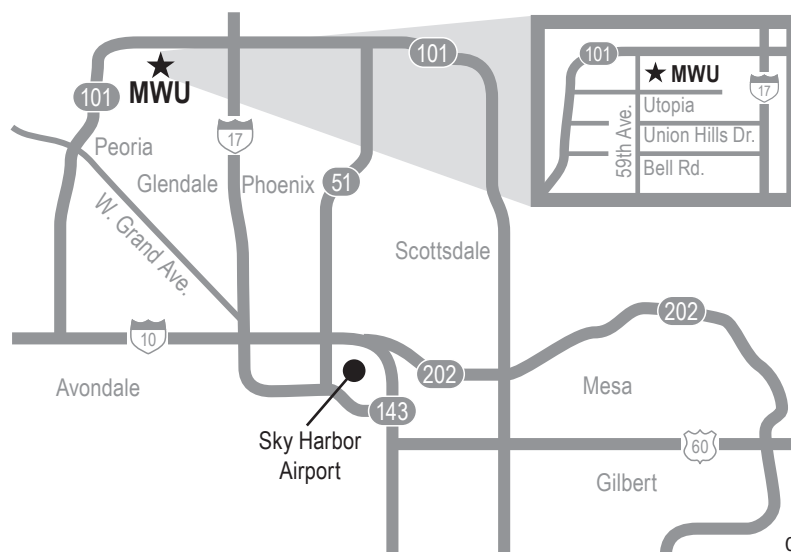 101
MWU
101
17
Peoria
Glendale
Phoenix
51
101
W. Grand Ave.
Scottsdale
10
Avondale
202
202
143
Mesa
Sky Harbor
Airport
60
Gilbert
101
MWU
17
59th Ave.
Utopia
Union Hills Dr.
Bell Rd.